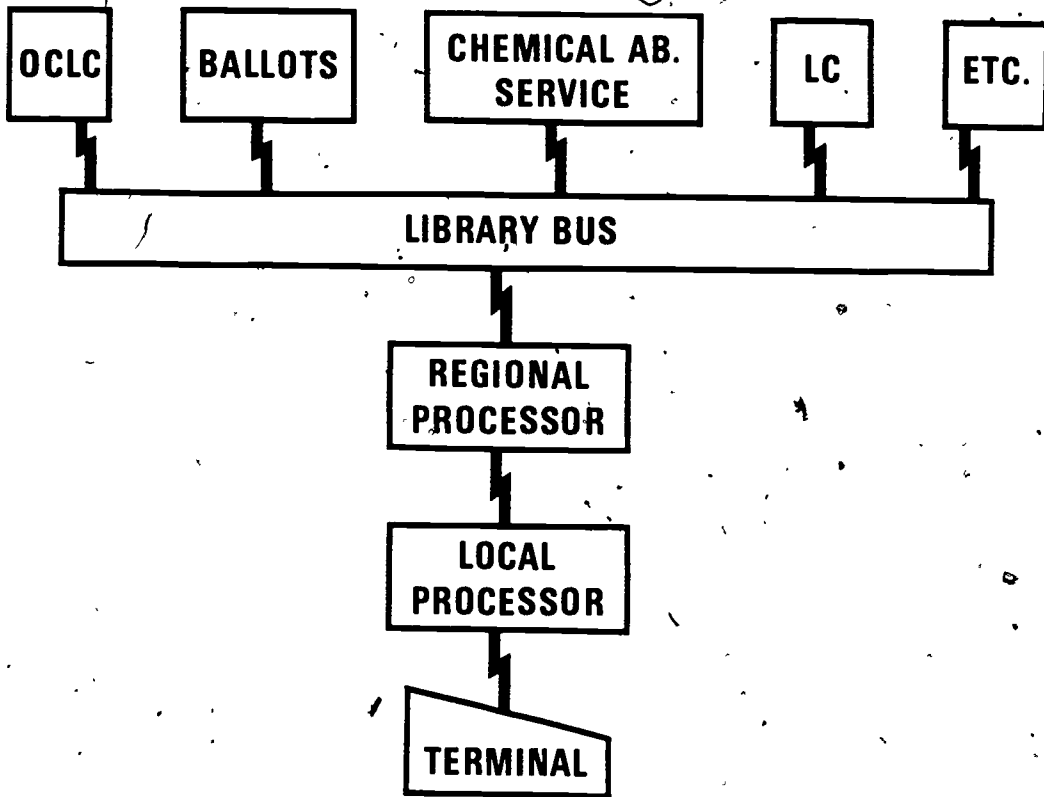 OCLC
BALLOTS
CHEMICAL AB.
SERVICE
LC
ETC.
LIBRARY BUS
REGIONAL
PROCESSOR
LOCAL
PROCESSOR
TERMINAL